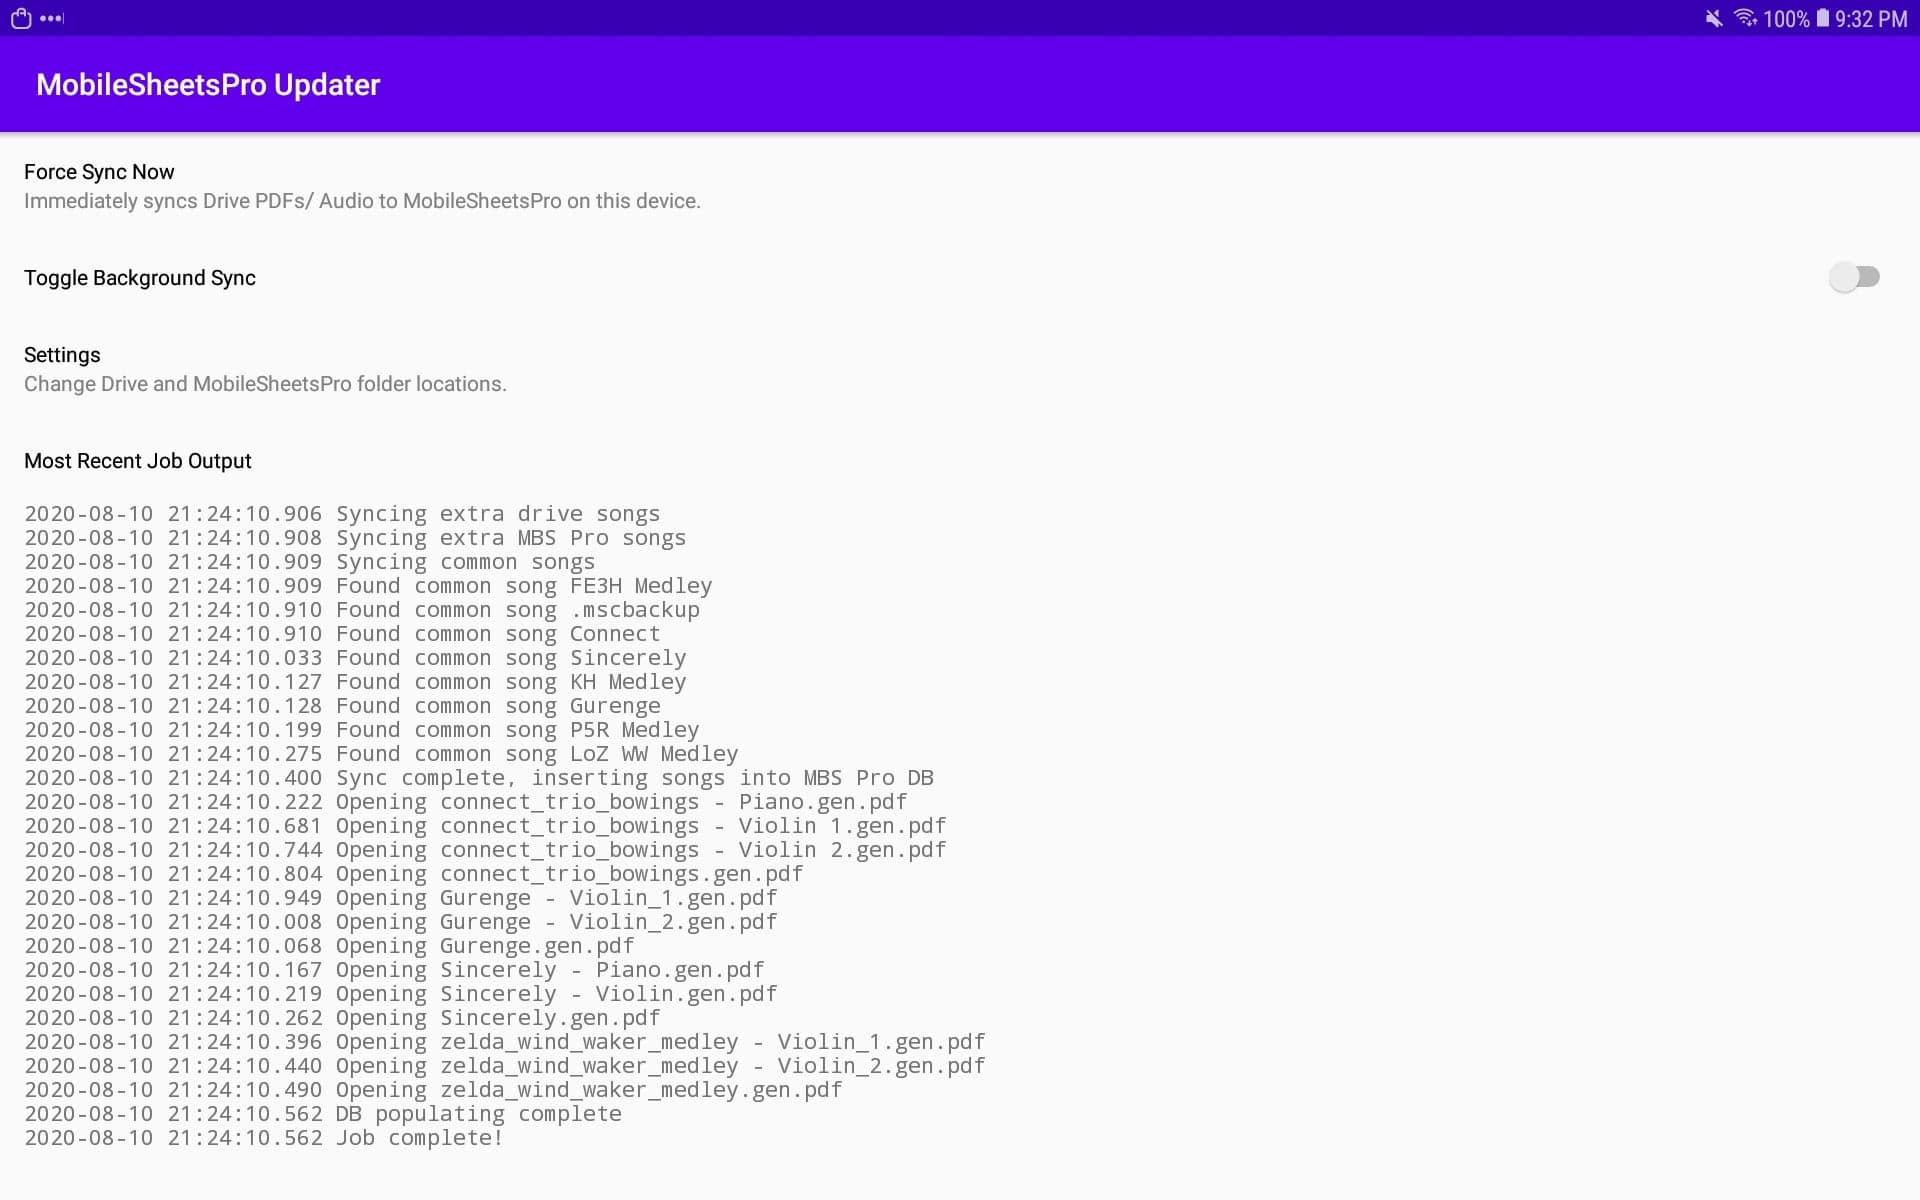 100% 9:32 PM
MobileSheetsPro Updater
Force Sync Now
Immediately syncs Drive PDFs/ Audio to MobileSheetsPro on this device.
Toggle Background Sync
Settings
Change Drive and MobileSheetsPro folder locations.
Most Recent Job Output
2020-08-10 21:24:10.906 Syncing extra drive songs
2020-08-10 21:24:10.908 Syncing extra MBS Pro songs
2020-08-10 21:24:10.909 Syncing common songs
2020-08-10 21:24:10.909 Found common song FE3H Medley
2020-08-10 21:24:10.910 Found common song .mscbackup
2020-08-10 21:24:10.910 Found common song Connect
2020-08-10 21:24:10.033 Found common song Sincerely
2020-08-10 21:24:10.127 Found common song KH Medley
2020-08-10 21:24:10.128 Found common song Gurenge
2020-08-10 21:24:10.199 Found common song P5R Medley
2020-08-10 21:24:10.275 Found common song LoZ WW Medley
2020-08-10 21:24:10.400 Sync complete, inserting songs into MBS Pro DB
2020-08-10 21:24:10.222 Opening connect_trio_bowings - Piano.gen.pdf
2020-08-10 21:24:10.681 Opening connect_trio_bowings - Violin 1.gen.pdf
2020-08-10 21:24:10.744 Opening connect_trio_bowings - Violin 2.gen.pdf
2020-08-10 21:24:10.804 Opening connect_trio_bowings.gen.pdf
2020-08-10 21:24:10.949 Opening Gurenge - Violin_1.gen.pdf
2020-08-10 21:24:10.008 Opening Gurenge - Violin_2.gen.pdf
2020-08-10 21:24:10.068 Opening Gurenge.gen.pdf
2020-08-10 21:24:10.167 Opening Sincerely - Piano.gen.pdf
2020-08-10 21:24:10.219 Opening Sincerely - Violin.gen.pdf
2020-08-10 21:24:10.262 Opening Sincerely.gen.pdf
2020-08-10 21:24:10.396 Opening zelda_wind_waker_medley - Violin_1.gen.pdf
2020-08-10 21:24:10.440 Opening zelda_wind_waker_medley - Violin_2.gen.pdf
2020-08-10 21:24:10.490 Opening zelda_wind_waker_medley.gen.pdf
2020-08-10 21:24:10.562 DB populating complete
2020-08-10 21:24:10.562 Job complete!